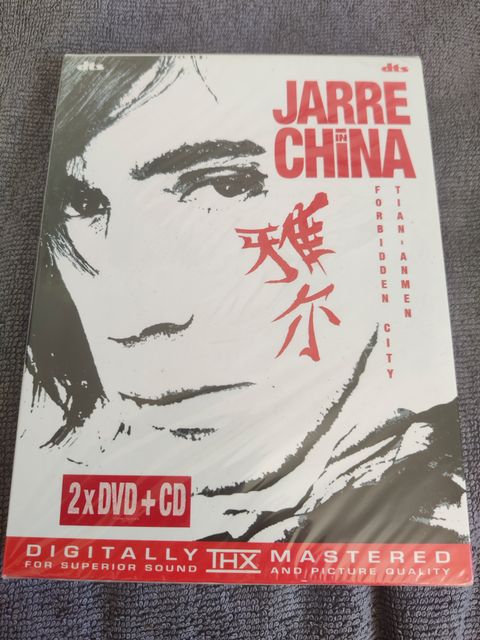 dts
dts
JARRE
IN
CHINA
FORBIDDEN CITY
TIAN'ANMEN
雅尔
2xDVD+CD
DIGITALLY THX MASTERED
FOR SUPERIOR SOUND AND PICTURE QUALITY